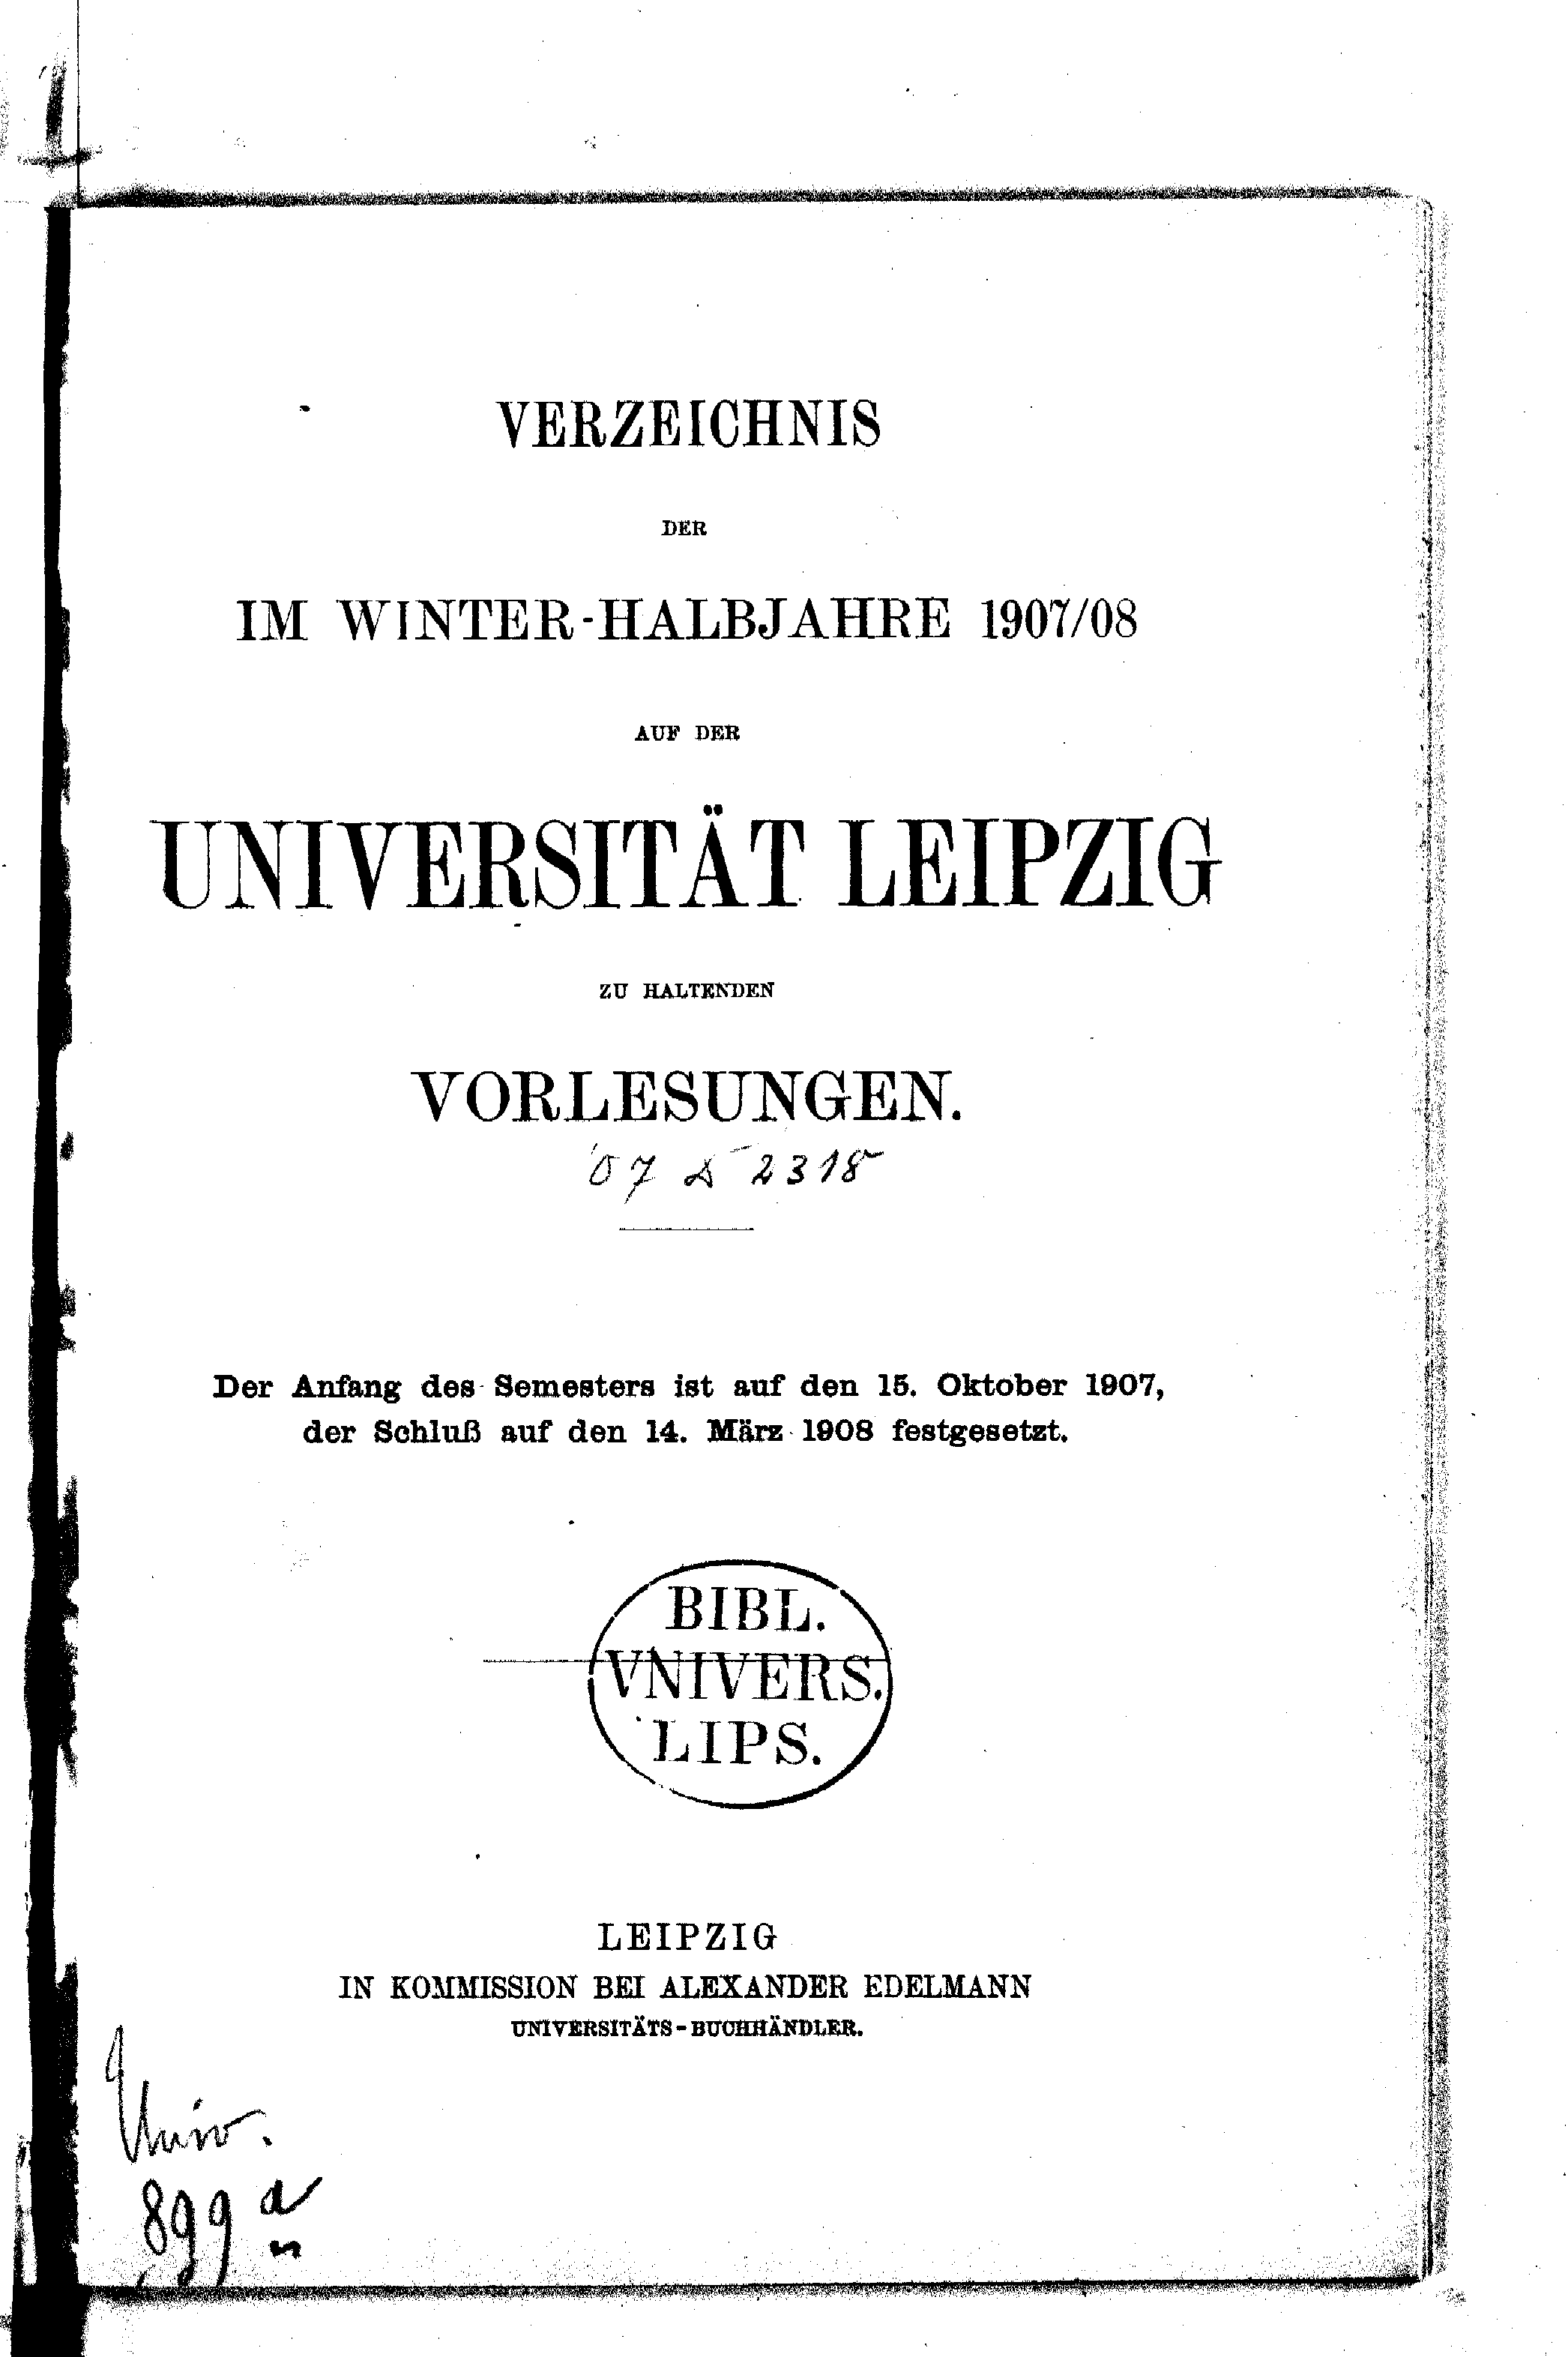 VERZEICHNIS
DER
IM WINTER-HALBJAHRE 1907/08
AUF DER
UNIVERSITÄT LEIPZIG
ZU HALTENDEN
VORLESUNGEN.
07 2318
Der Anfang des Semesters ist auf den 15. Oktober 1907,
der Schluß auf den 14. März 1908 festgesetzt.
BIBL.
VNIVERS.
LIPS.
LEIPZIG
IN KOMMISSION BEI ALEXANDER EDELMANN
UNIVERSITÄTS-BUCHHÄNDLER.
Univ.
899 a